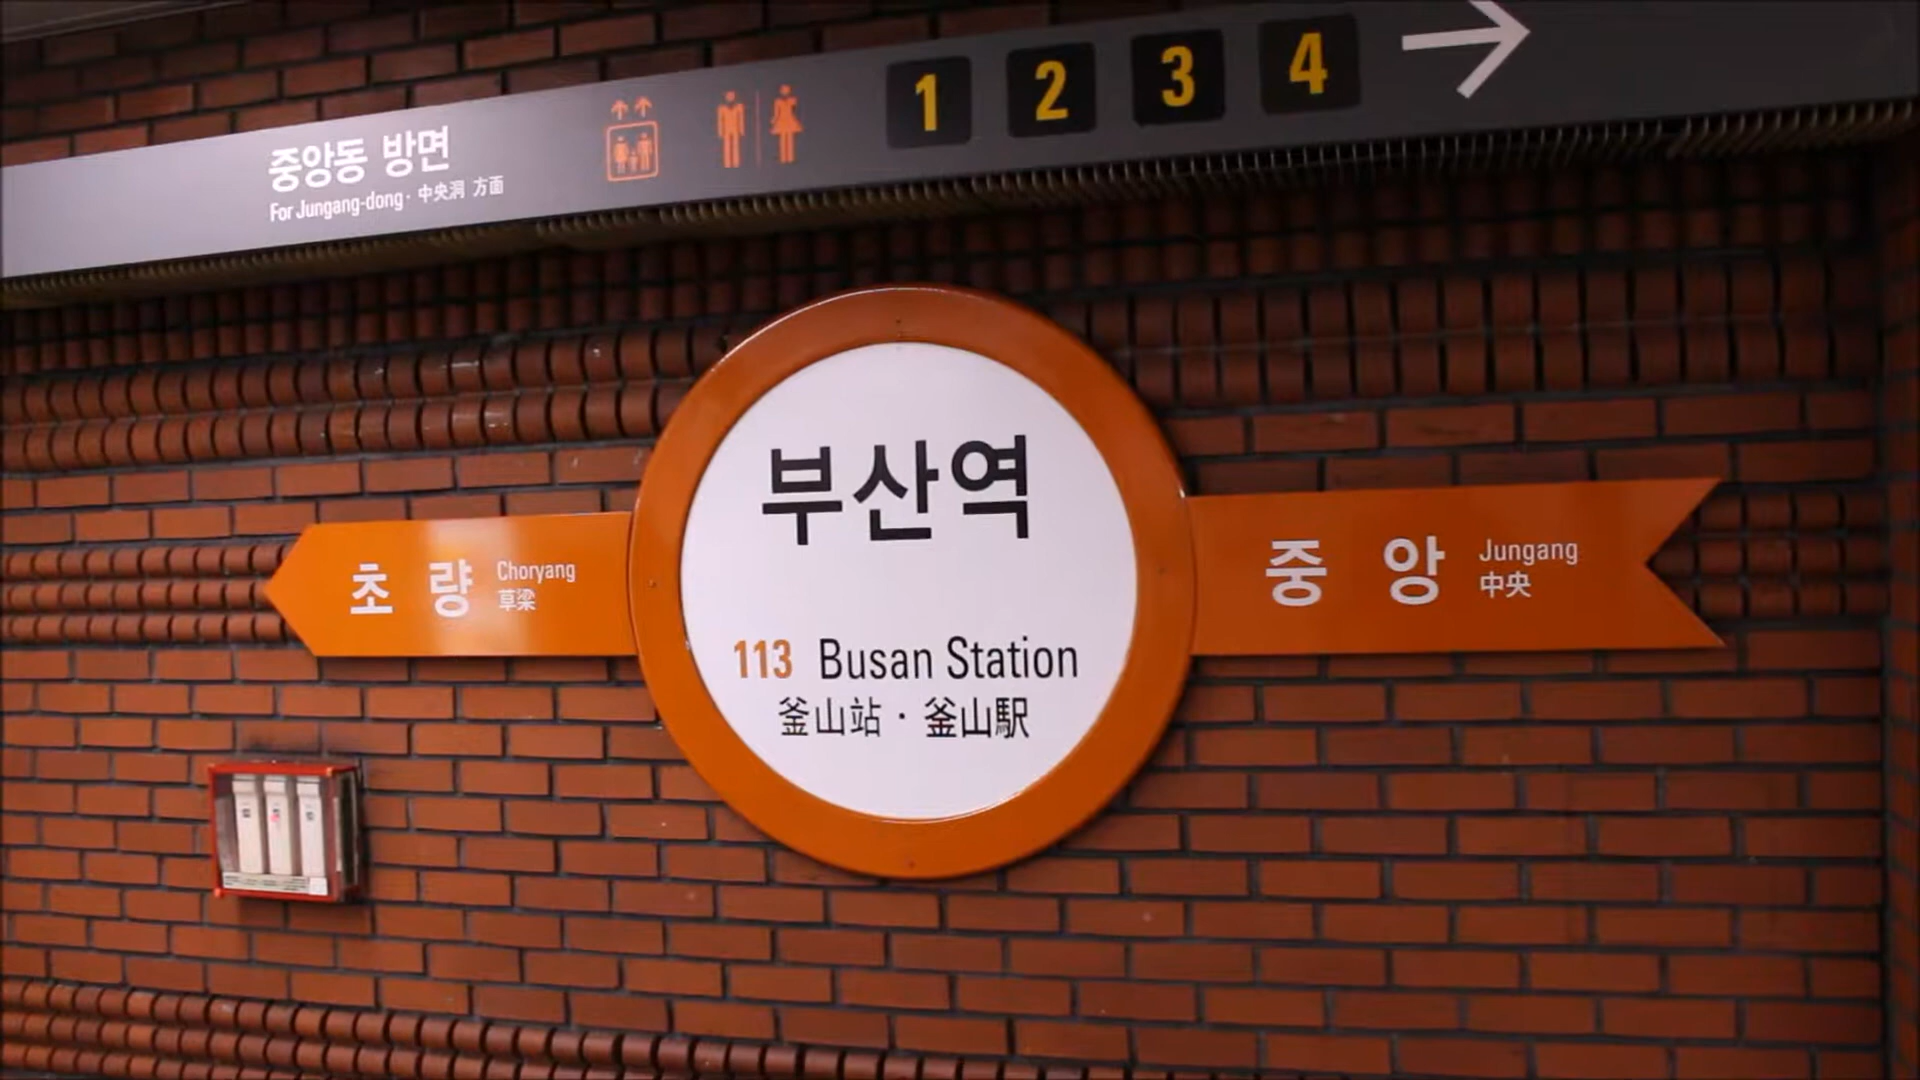 중앙동 방면
For Jungang-dong · 中央洞 方面
1 2 3 4
부산역
113 Busan Station
釜山站 · 釜山駅
초량 Choryang
草梁
중앙 Jungang
中央